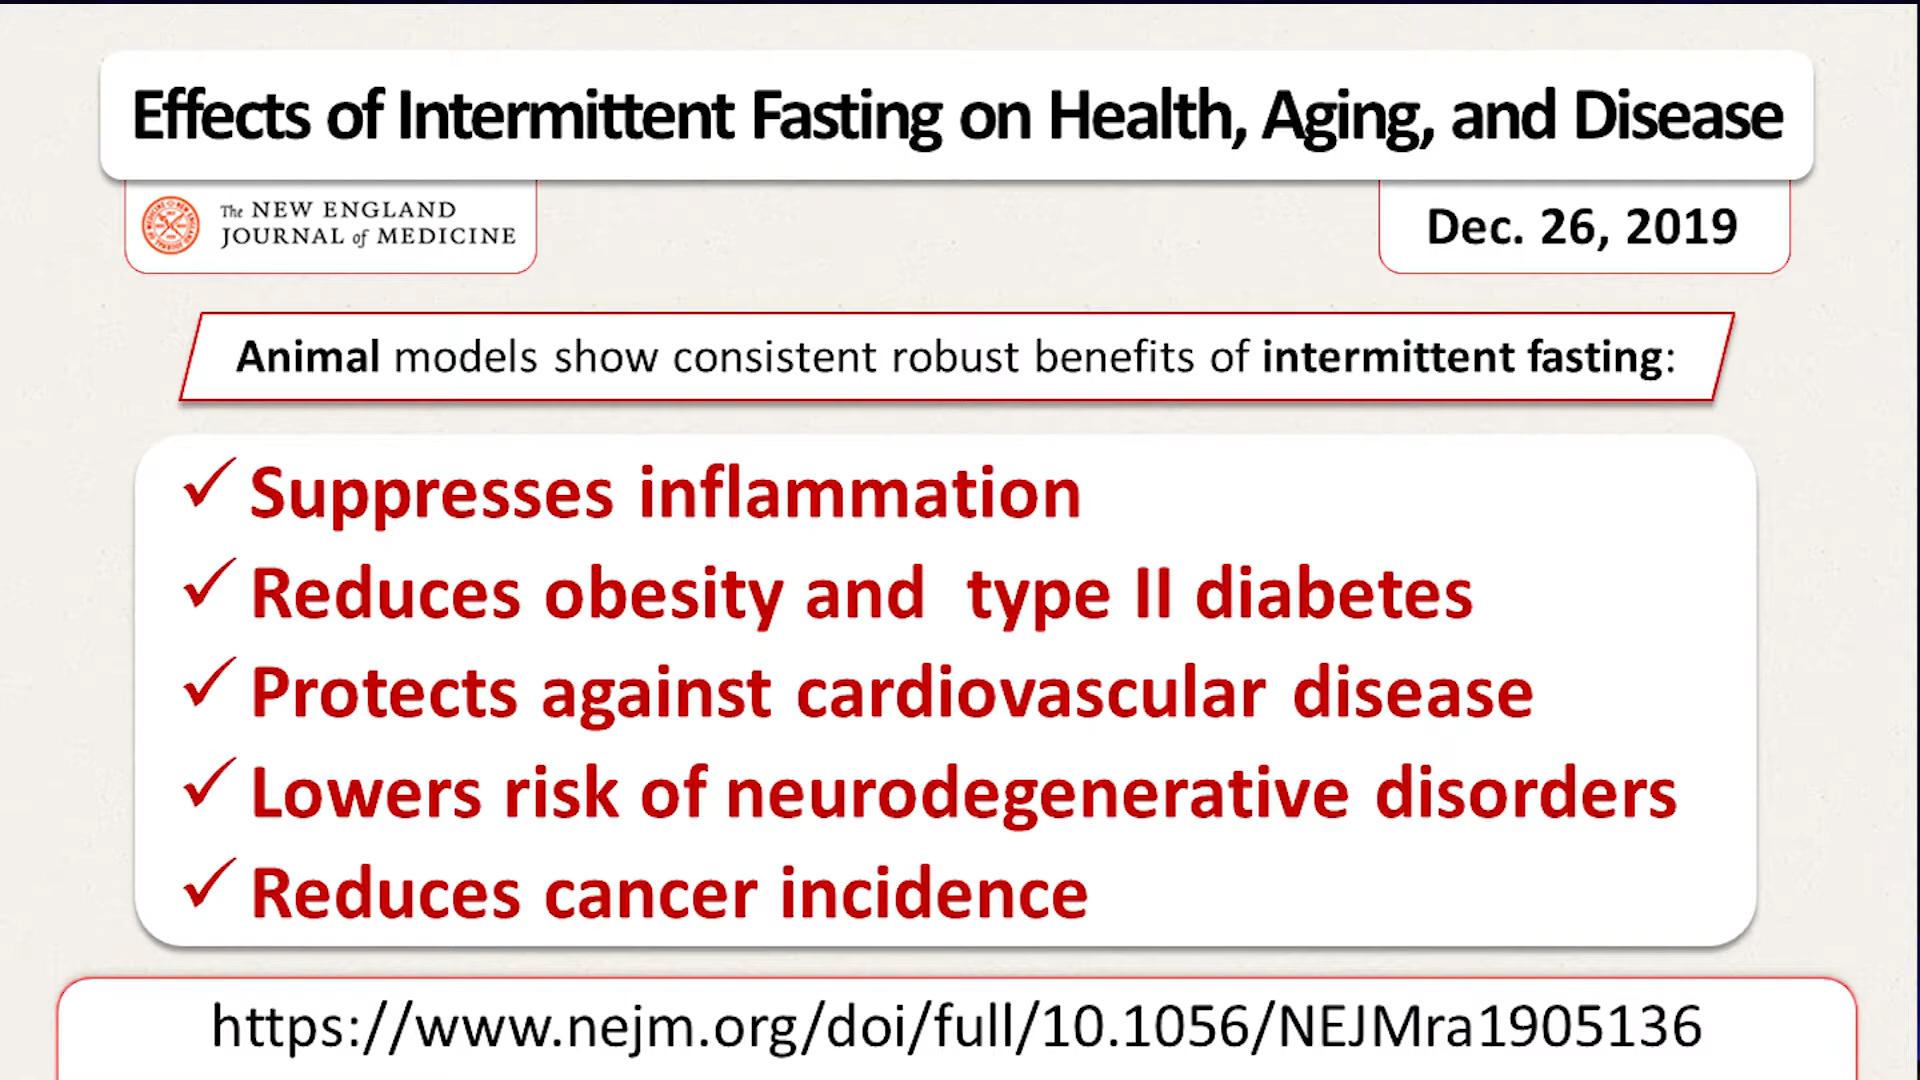 Effects of Intermittent Fasting on Health, Aging, and Disease
The NEW ENGLAND
JOURNAL of MEDICINE
Dec. 26, 2019
Animal models show consistent robust benefits of intermittent fasting:
✓ Suppresses inflammation
✓ Reduces obesity and type II diabetes
✓ Protects against cardiovascular disease
✓ Lowers risk of neurodegenerative disorders
✓ Reduces cancer incidence
https://www.nejm.org/doi/full/10.1056/NEJMra1905136